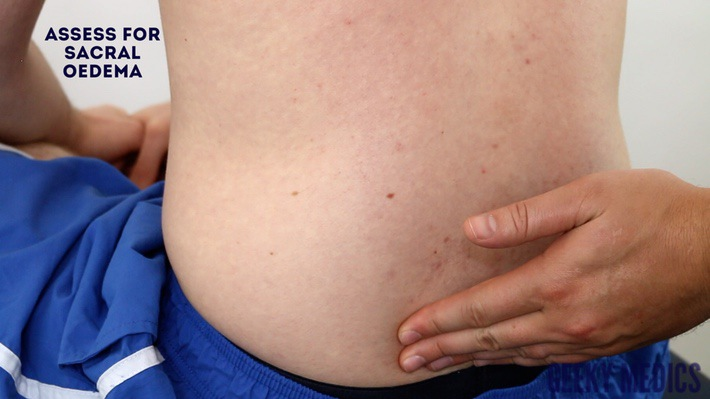 ASSESS FOR
SACRAL
OEDEMA
GEEKY MEDICS